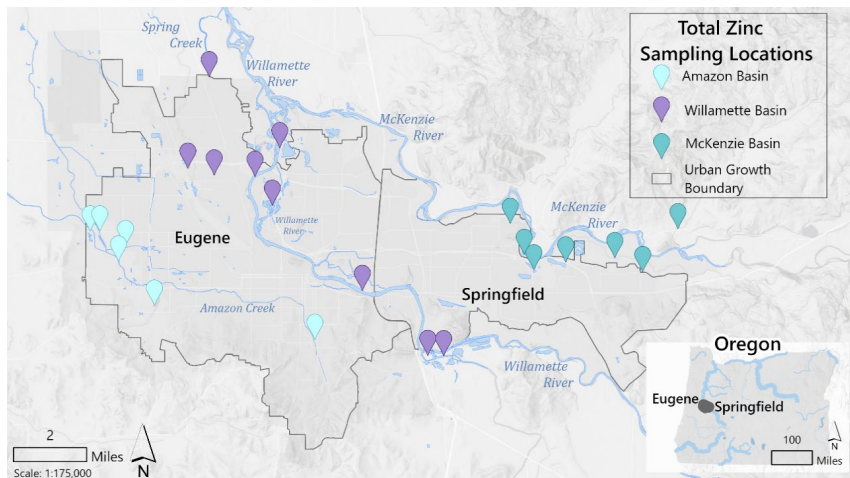 Total Zinc
Sampling Locations
Amazon Basin
Willamette Basin
McKenzie Basin
Urban Growth
Boundary
Spring
Creek
Willamette
River
McKenzie
River
McKenzie
River
Willamette
River
Eugene
Springfield
Amazon Creek
Willamette
River
Oregon
Eugene
Springfield
100
Miles
2
Miles
N
Scale: 1:175,000
N